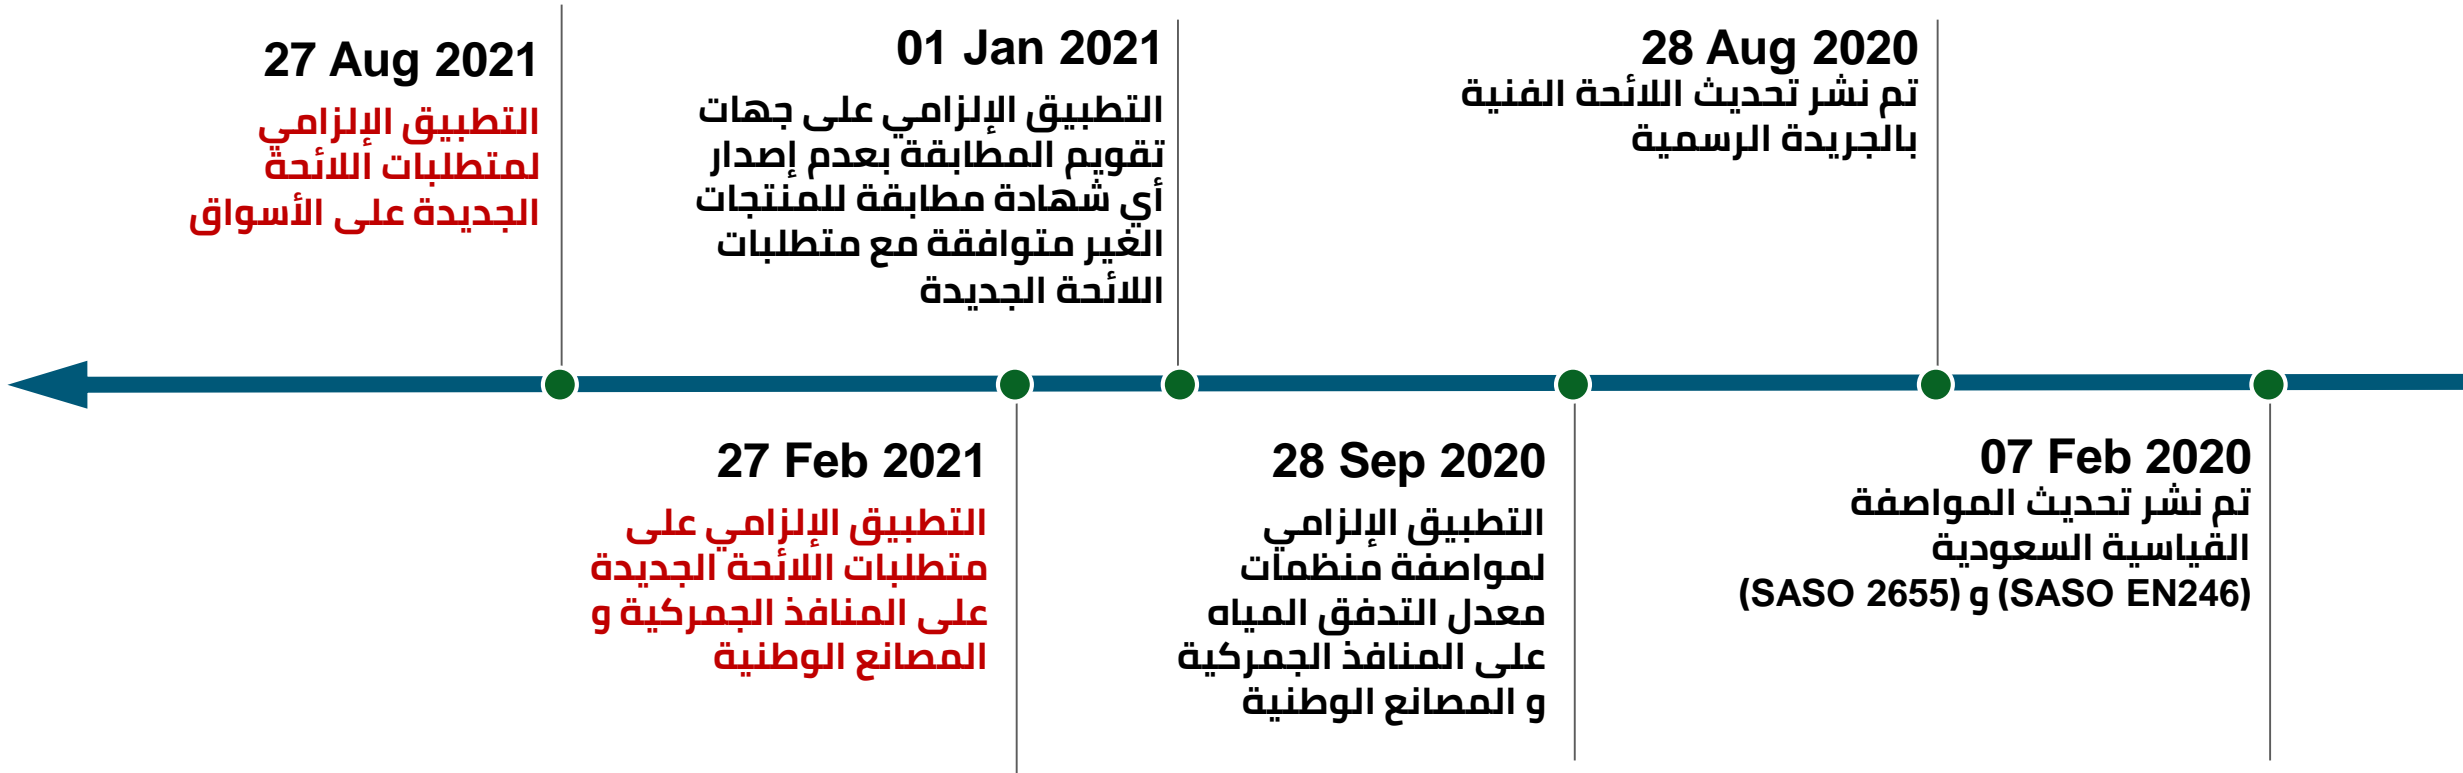 07 Feb 2020
تم نشر تحديث المواصفة
القياسية السعودية
(SASO EN246) و (SASO 2655)
28 Aug 2020
تم نشر تحديث اللائحة الفنية
بالجريدة الرسمية
28 Sep 2020
التطبيق الإلزامي
لمواصفة منظمات
معدل التدفق المياه
على المنافذ الجمركية
و المصانع الوطنية
01 Jan 2021
التطبيق الإلزامي على جهات
تقويم المطابقة بعدم إصدار
أي شهادة مطابقة للمنتجات
الغير متوافقة مع متطلبات
اللائحة الجديدة
27 Feb 2021
التطبيق الإلزامي على
متطلبات اللائحة الجديدة
على المنافذ الجمركية و
المصانع الوطنية
27 Aug 2021
التطبيق الإلزامي
لمتطلبات اللائحة
الجديدة على الأسواق